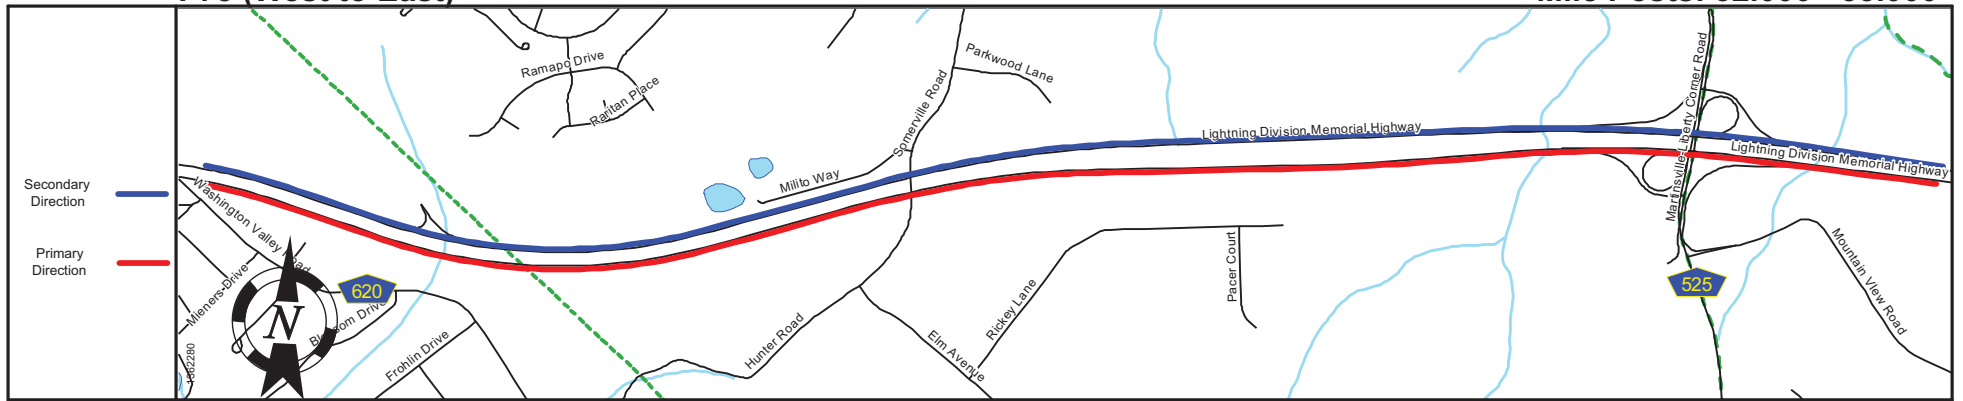 Secondary
Direction
Primary
Direction
Ramapo Drive
Raritan Place
Parkwood Lane
Somerville Road
Milito Way
Lightning Division Memorial Highway
Martinsville-Liberty Corner Road
Lightning Division Memorial Highway
Washington Valley Road
Mieners Drive
620
Frohlin Drive
N
1862280
Hunter Road
Elm Avenue
Rickey Lane
Pacer Court
525
Mountain View Road